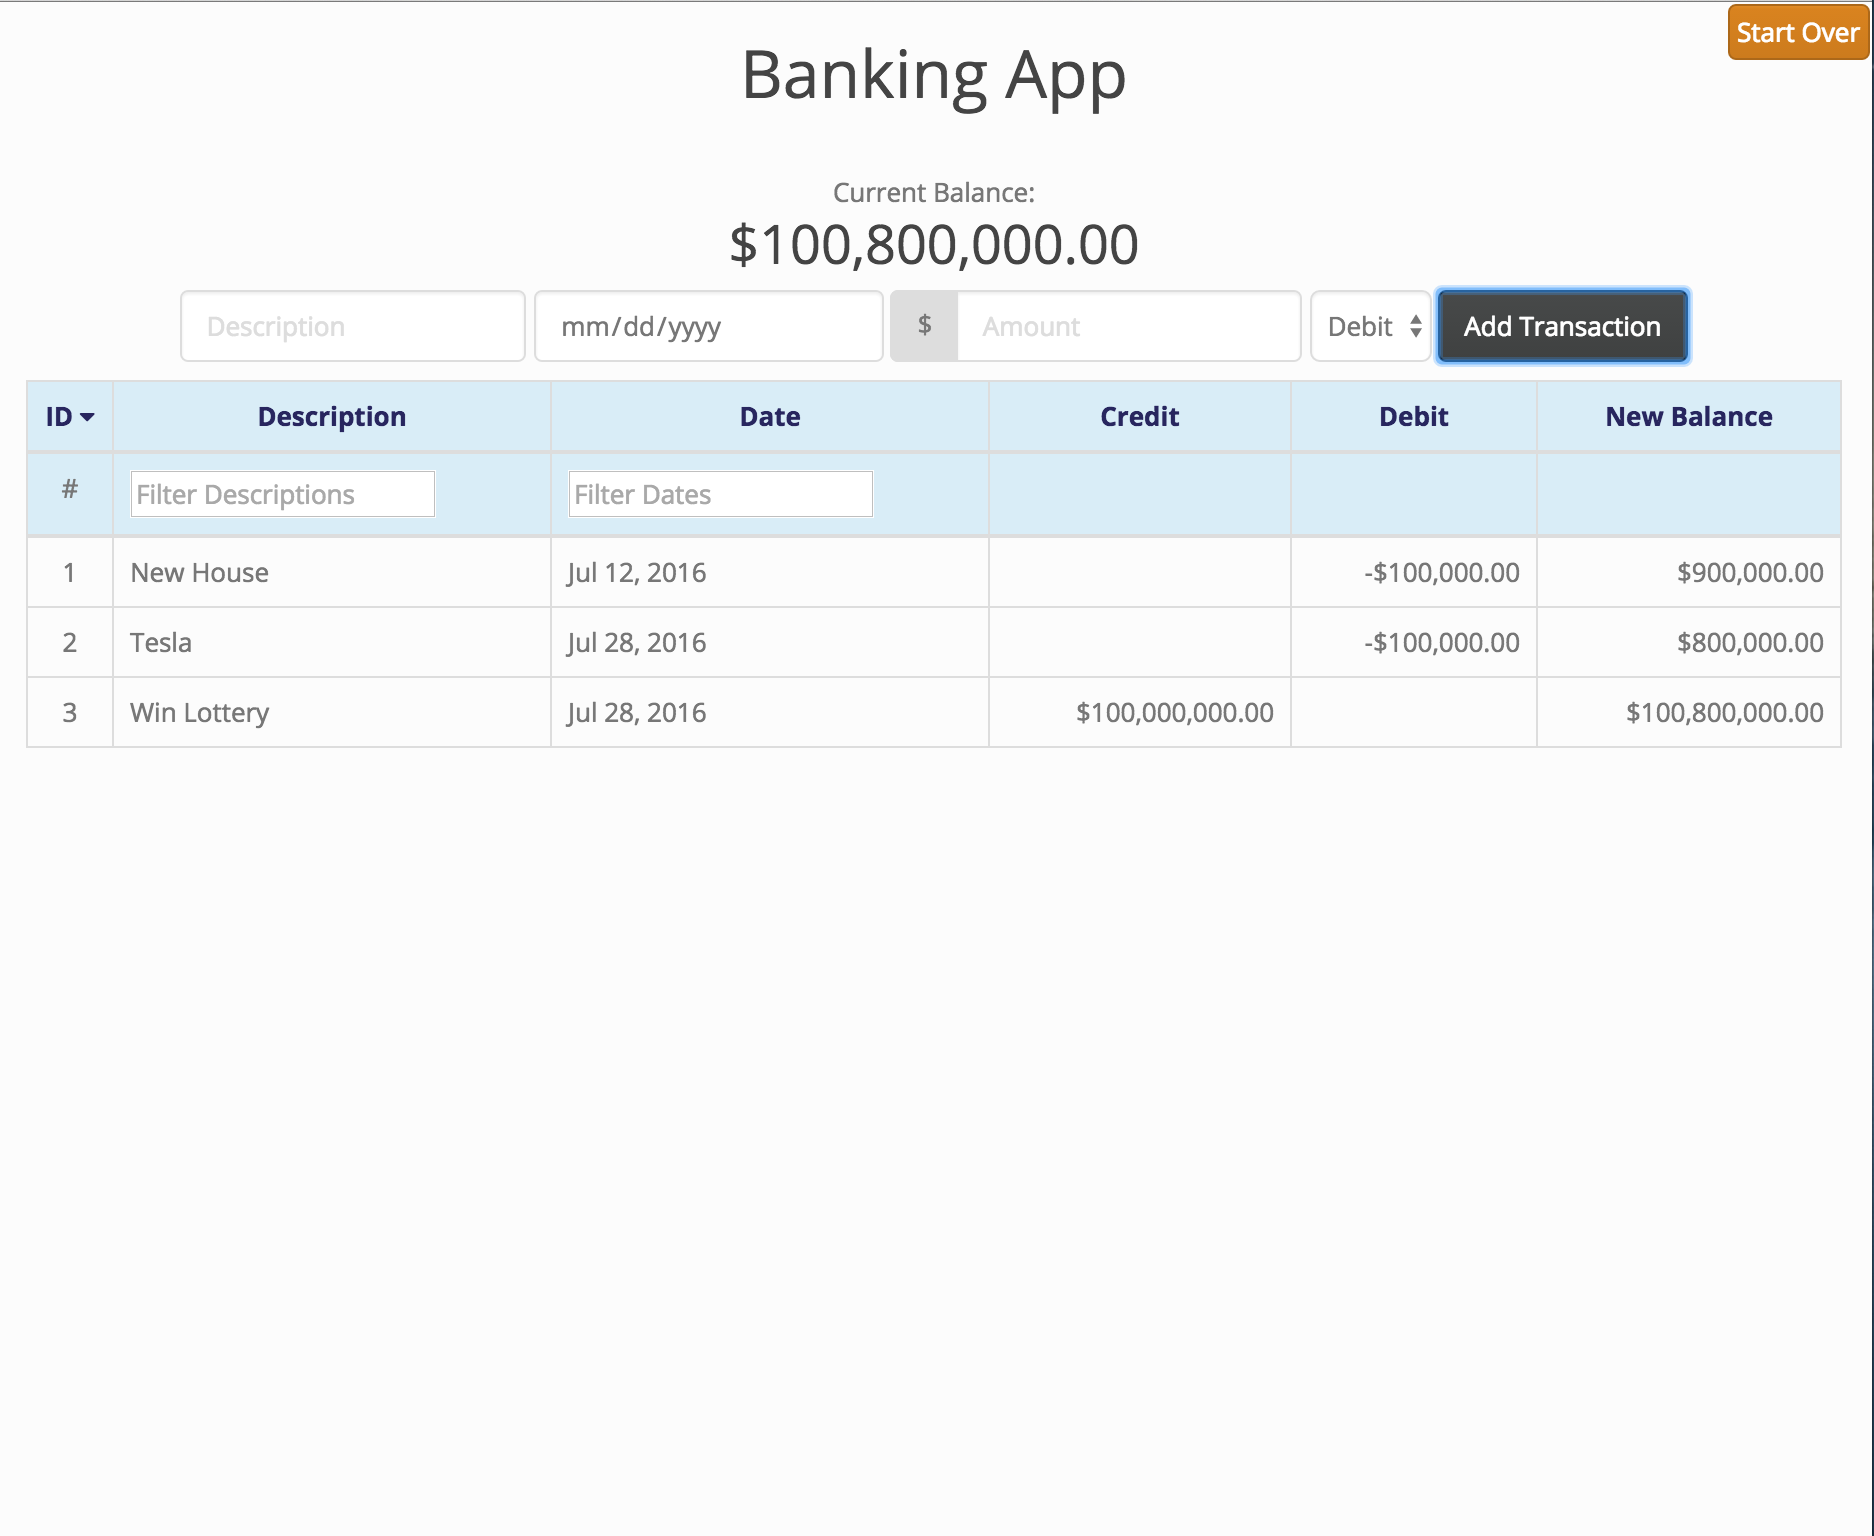 Start Over
Banking App
Current Balance:
$100,800,000.00
Description mm/dd/yyyy $ Amount Debit Add Transaction
ID Description Date Credit Debit New Balance
# Filter Descriptions Filter Dates
1 New House Jul 12, 2016 -$100,000.00 $900,000.00
2 Tesla Jul 28, 2016 -$100,000.00 $800,000.00
3 Win Lottery Jul 28, 2016 $100,000,000.00 $100,800,000.00